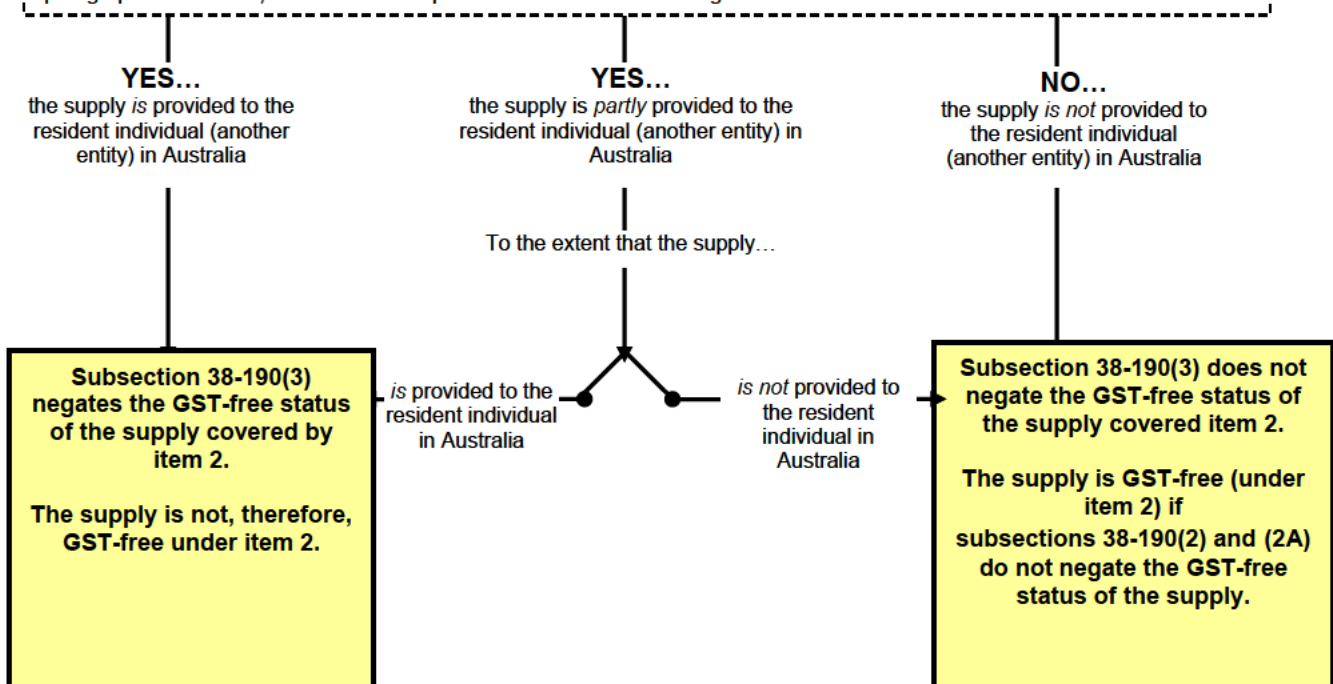 YES…
the supply is provided to the
resident individual (another
entity) in Australia
YES…
the supply is partly provided to the
resident individual (another entity) in
Australia
NO…
the supply is not provided to
the resident individual
(another entity) in Australia
To the extent that the supply…
is provided to the
resident individual
in Australia
is not provided to
the resident
individual in
Australia
Subsection 38-190(3)
negates the GST-free status
of the supply covered by
item 2.
The supply is not, therefore,
GST-free under item 2.
Subsection 38-190(3) does not
negate the GST-free status of
the supply covered item 2.
The supply is GST-free (under
item 2) if
subsections 38-190(2) and (2A)
do not negate the GST-free
status of the supply.